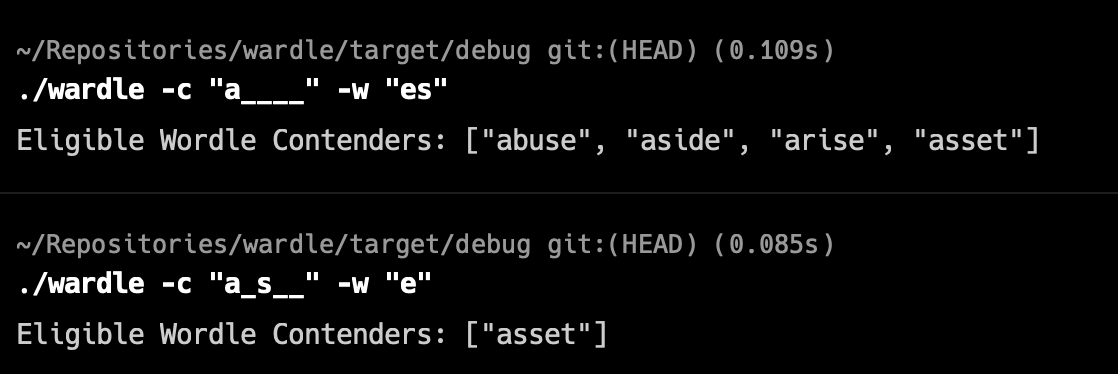 ~/Repositories/wardle/target/debug git:(HEAD) (0.109s)
./wardle -c "a____" -w "es"
Eligible Wordle Contenders: ["abuse", "aside", "arise", "asset"]
~/Repositories/wardle/target/debug git:(HEAD) (0.085s)
./wardle -c "a_s__" -w "e"
Eligible Wordle Contenders: ["asset"]